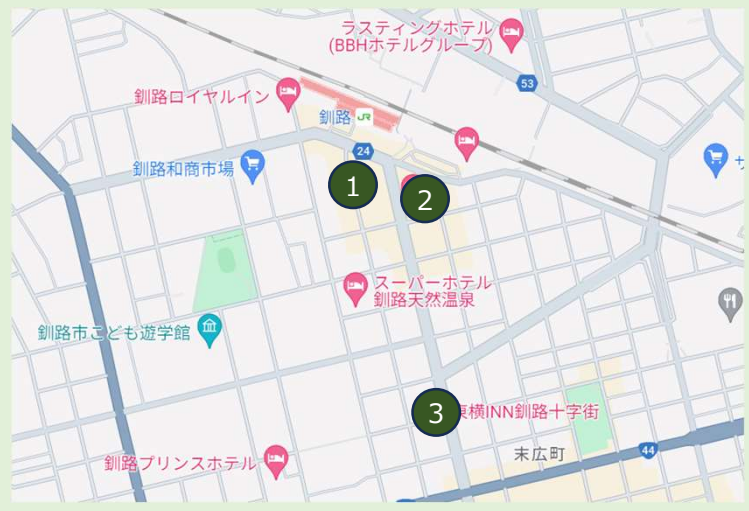 ラスティングホテル
(BBHホテルグループ)
53
釧路ロイヤルイン
釧路 JR
24
釧路和商市場
サ
1
2
スーパーホテル
釧路天然温泉
釧路市こども遊学館
3
東横INN釧路十字街
末広町
44
釧路プリンスホテル